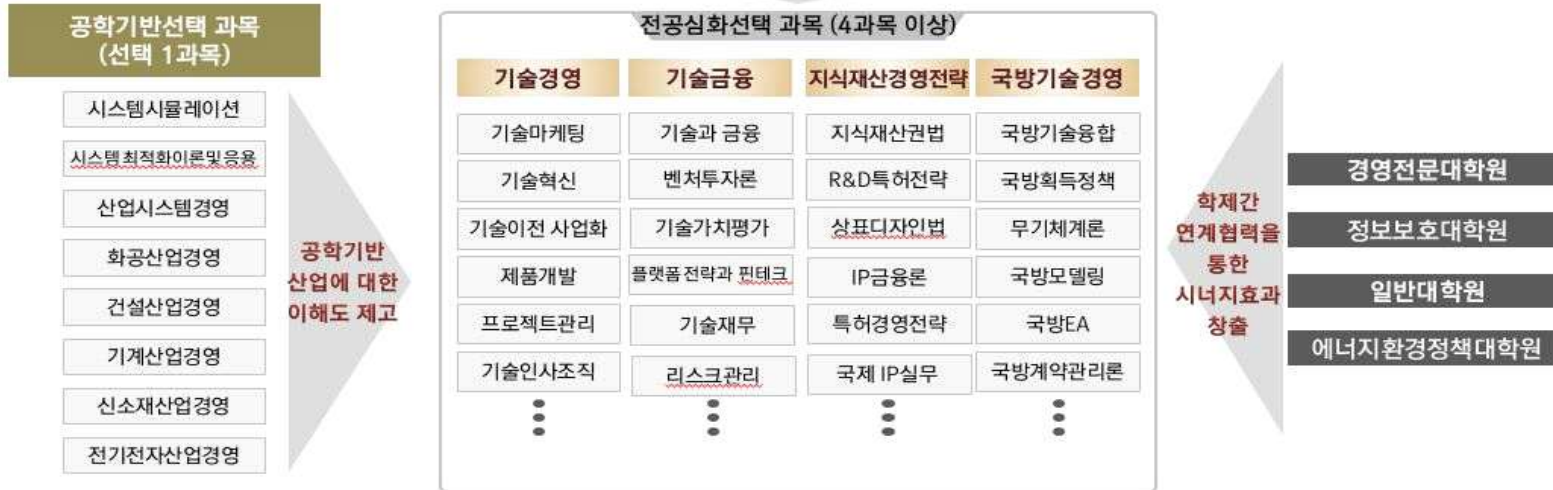 공학기반선택 과목
(선택 1과목)
시스템시뮬레이션
시스템 최적화이론및응용
산업시스템경영
화공산업경영
건설산업경영
기계산업경영
신소재산업경영
전기전자산업경영
공학기반
산업에 대한
이해도 제고
전공심화선택 과목 (4과목 이상)
기술경영
기술마케팅
기술혁신
기술이전 사업화
제품개발
프로젝트관리
기술인사조직
기술금융
기술과 금융
벤처투자론
기술가치평가
플랫폼 전략과 핀테크
기술재무
리스크관리
지식재산경영전략
지식재산권법
R&D특허전략
상표디자인법
IP금융론
특허경영전략
국제 IP실무
국방기술경영
국방기술융합
국방획득정책
무기체계론
국방모델링
국방EA
국방계약관리론
학제간
연계협력을
통한
시너지효과
창출
경영전문대학원
정보보호대학원
일반대학원
에너지환경정책대학원